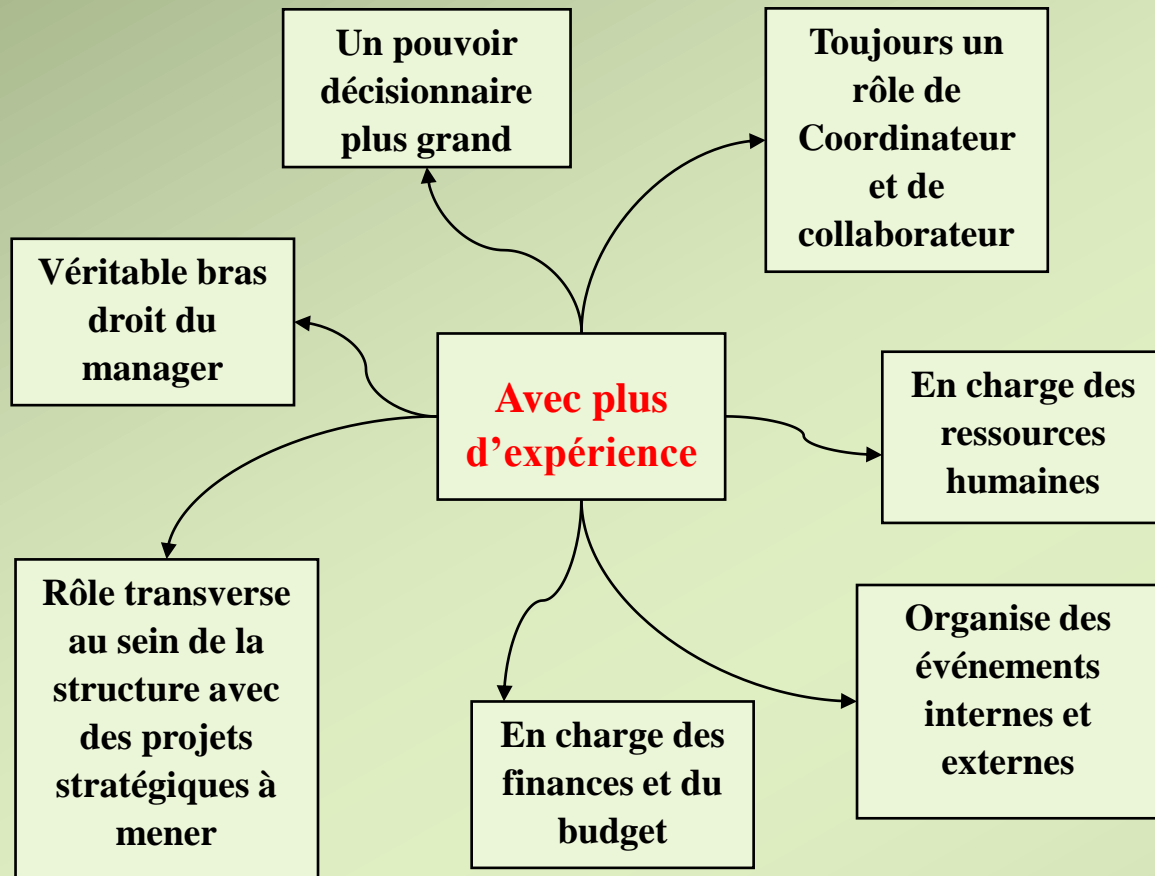 Un pouvoir
décisionnaire
plus grand
Toujours un
rôle de
Coordinateur
et de
collaborateur
Véritable bras
droit du
manager
Avec plus
d’expérience
En charge des
ressources
humaines
Rôle transverse
au sein de la
structure avec
des projets
stratégiques à
mener
En charge des
finances et du
budget
Organise des
événements
internes et
externes